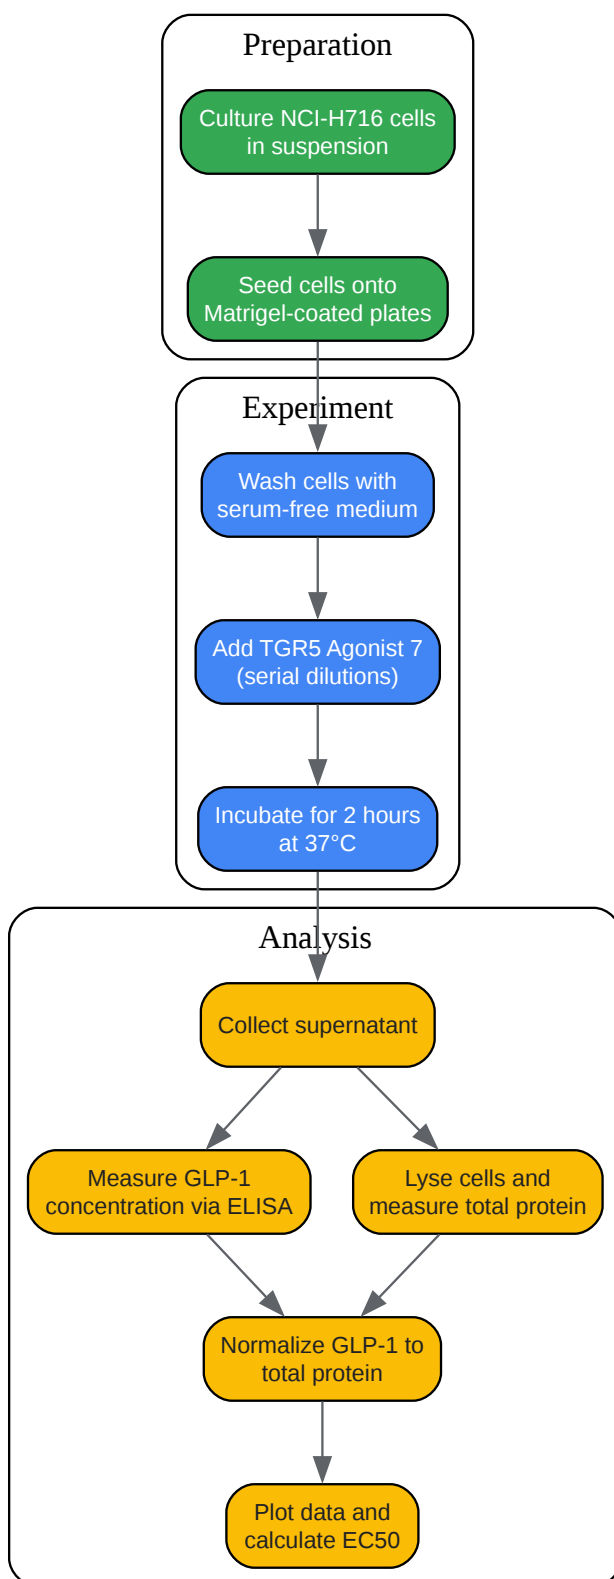 Preparation
Culture NCI-H716 cells
in suspension
Seed cells onto
Matrigel-coated plates
Experiment
Wash cells with
serum-free medium
Add TGR5 Agonist 7
(serial dilutions)
Incubate for 2 hours
at 37°C
Analysis
Collect supernatant
Measure GLP-1
concentration via ELISA
Lyse cells and
measure total protein
Normalize GLP-1 to
total protein
Plot data and
calculate EC50